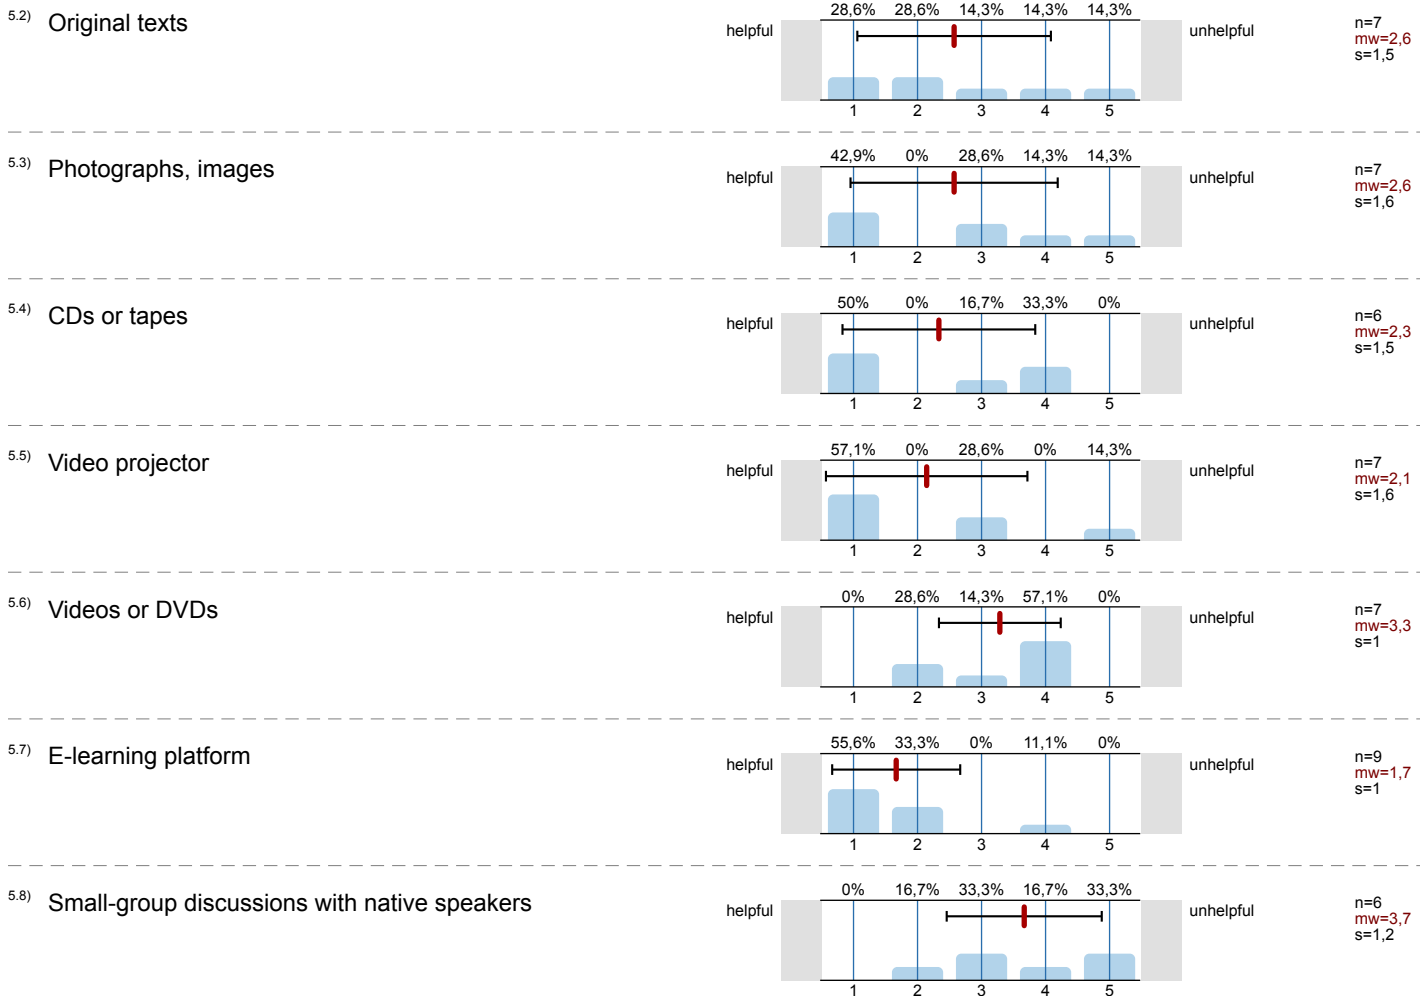 5.2) Original texts
28,6% 28,6% 14,3% 14,3% 14,3%
helpful unhelpful
n=7
mw=2,6
s=1,5
1 2 3 4 5
5.3) Photographs, images
42,9% 0% 28,6% 14,3% 14,3%
helpful unhelpful
n=7
mw=2,6
s=1,6
1 2 3 4 5
5.4) CDs or tapes
50% 0% 16,7% 33,3% 0%
helpful unhelpful
n=6
mw=2,3
s=1,5
1 2 3 4 5
5.5) Video projector
57,1% 0% 28,6% 0% 14,3%
helpful unhelpful
n=7
mw=2,1
s=1,6
1 2 3 4 5
5.6) Videos or DVDs
0% 28,6% 14,3% 57,1% 0%
helpful unhelpful
n=7
mw=3,3
s=1
1 2 3 4 5
5.7) E-learning platform
55,6% 33,3% 0% 11,1% 0%
helpful unhelpful
n=9
mw=1,7
s=1
1 2 3 4 5
5.8) Small-group discussions with native speakers
0% 16,7% 33,3% 16,7% 33,3%
helpful unhelpful
n=6
mw=3,7
s=1,2
1 2 3 4 5